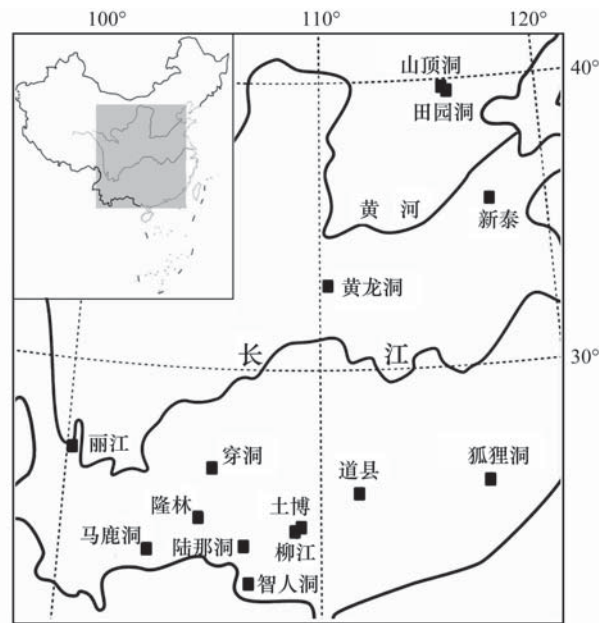 100°
110°
120°
山顶洞
40°
田园洞
黄河
新泰
黄龙洞
长江
30°
丽江
穿洞
道县
狐狸洞
隆林
土博
马鹿洞
陆那洞
柳江
智人洞